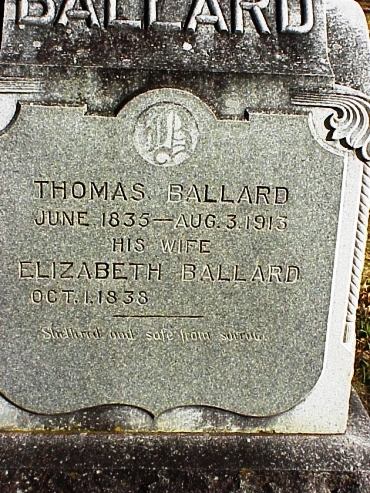 BALLARD
B
THOMAS BALLARD
JUNE 1835—AUG. 3. 1913
HIS WIFE
ELIZABETH BALLARD
OCT. 1. 1838
Sheltered and safe from sorrow.